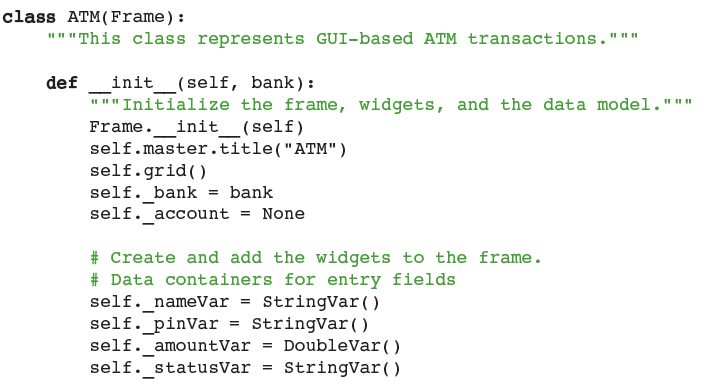 class ATM(Frame):
    """This class represents GUI-based ATM transactions."""

    def __init__(self, bank):
        """Initialize the frame, widgets, and the data model."""
        Frame.__init__(self)
        self.master.title("ATM")
        self.grid()
        self._bank = bank
        self._account = None

        # Create and add the widgets to the frame.
        # Data containers for entry fields
        self._nameVar = StringVar()
        self._pinVar = StringVar()
        self._amountVar = DoubleVar()
        self._statusVar = StringVar()